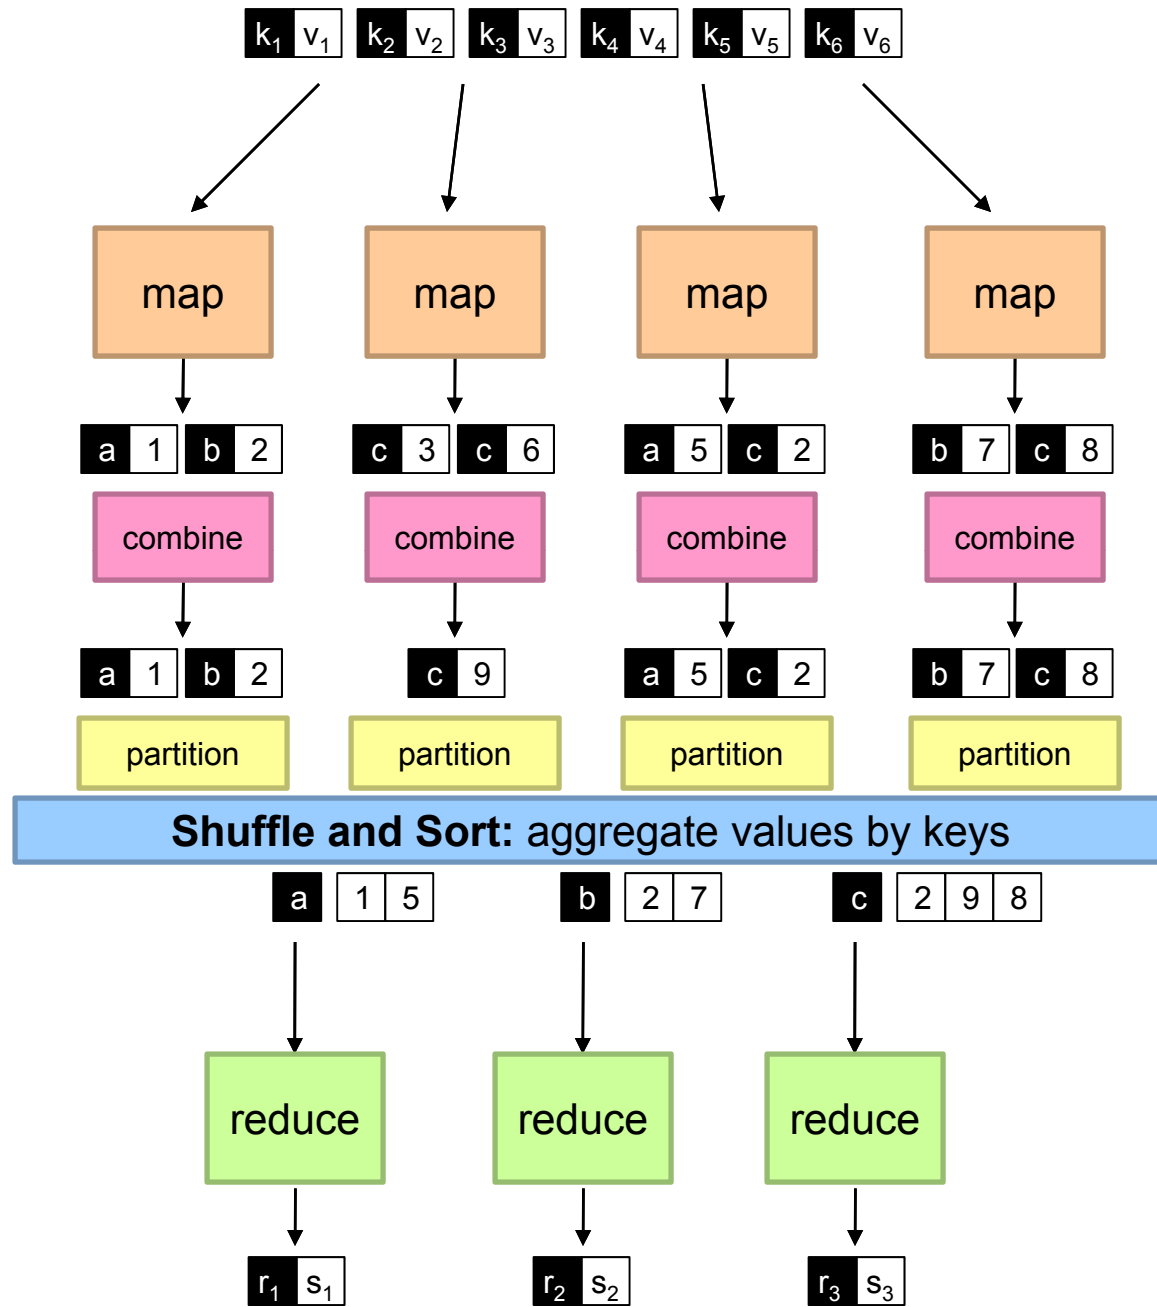 k₁ v₁ k₂ v₂ k₃ v₃ k₄ v₄ k₅ v₅ k₆ v₆
map map map map
a 1 b 2 c 3 c 6 a 5 c 2 b 7 c 8
combine combine combine combine
a 1 b 2 c 9 a 5 c 2 b 7 c 8
partition partition partition partition
Shuffle and Sort: aggregate values by keys
a 1 5 b 2 7 c 2 9 8
reduce reduce reduce
r₁ s₁ r₂ s₂ r₃ s₃